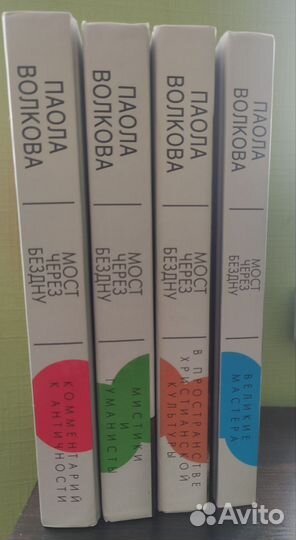 ПАОЛА
ВОЛКОВА
МОСТ
ЧЕРЕЗ
БЕЗДНУ
КОММЕНТАРИЙ
К АНТИЧНОСТИ
ПАОЛА
ВОЛКОВА
МОСТ
ЧЕРЕЗ
БЕЗДНУ
МИСТИКИ
И
ГУМАНИСТЫ
ПАОЛА
ВОЛКОВА
МОСТ
ЧЕРЕЗ
БЕЗДНУ
В ПРОСТРАНСТВЕ
ХРИСТИАНСКОЙ
КУЛЬТУРЫ
ПАОЛА
ВОЛКОВА
МОСТ
ЧЕРЕЗ
БЕЗДНУ
ВЕЛИКИЕ
МАСТЕРА
Avito